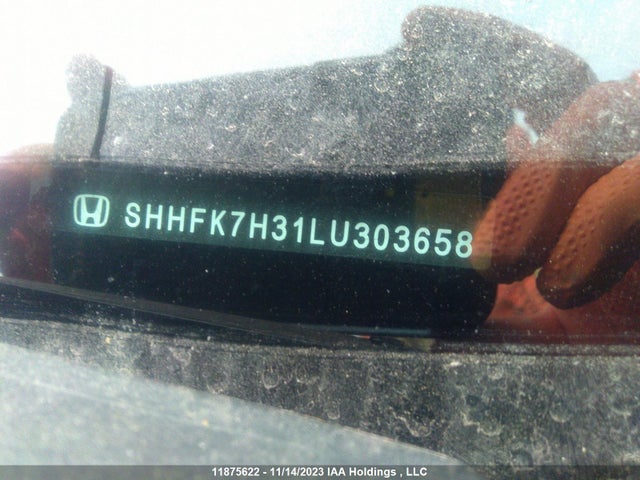 SHHFK7H31LU303658
11875622 - 11/14/2023 IAA Holdings , LLC